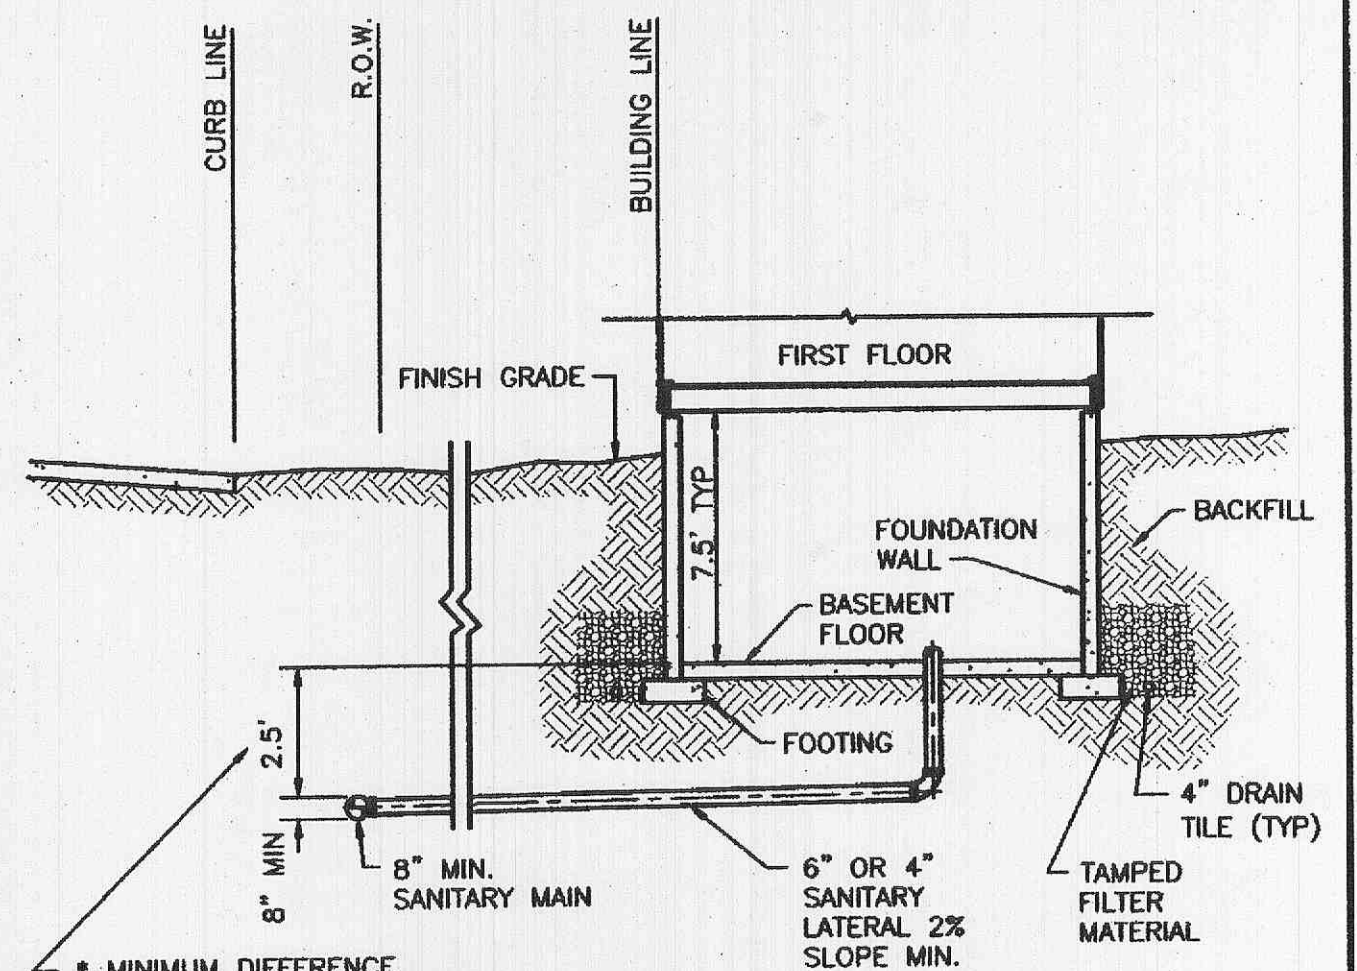 CURB LINE
R.O.W.
BUILDING LINE
FIRST FLOOR
FINISH GRADE
7.5' TYP
FOUNDATION
WALL
BACKFILL
BASEMENT
FLOOR
2.5'
FOOTING
4" DRAIN
TILE (TYP)
8" MIN
8" MIN.
SANITARY MAIN
6" OR 4"
SANITARY
LATERAL 2%
SLOPE MIN.
TAMPED
FILTER
MATERIAL
* MINIMUM DIFFERENCE